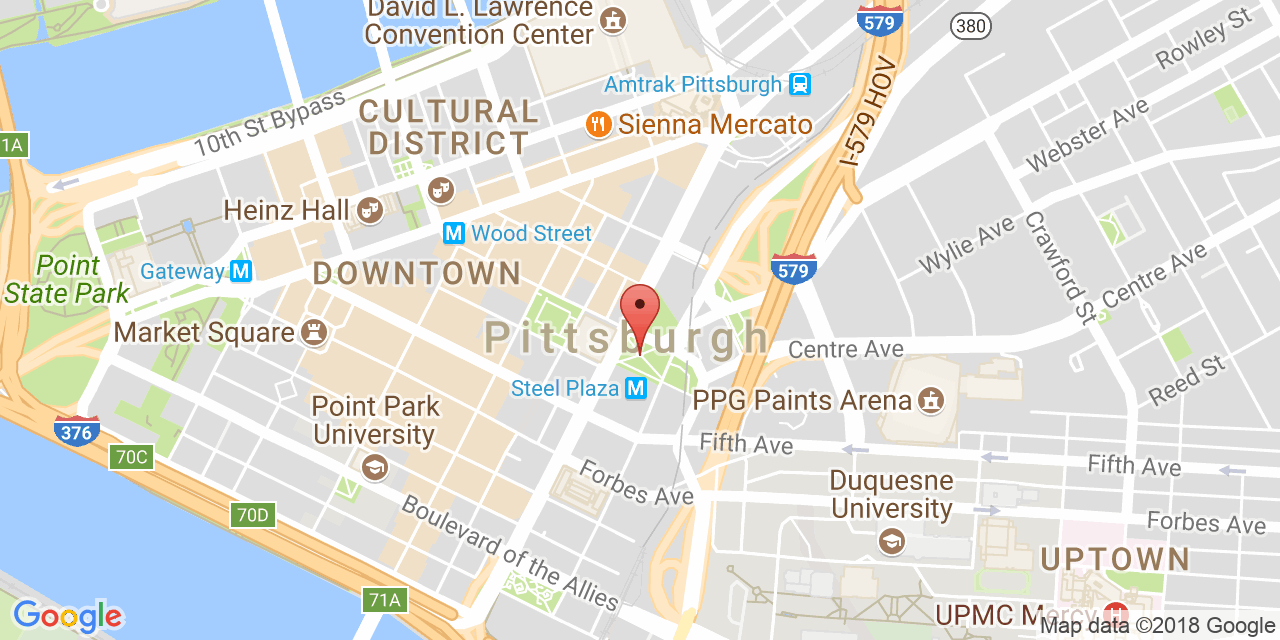 David L. Lawrence
Convention Center
579
380
Rowley St
Amtrak Pittsburgh
I-579 HOV
10th St Bypass
CULTURAL
DISTRICT
Sienna Mercato
Webster Ave
1A
Heinz Hall
M Wood Street
Wylie Ave
Crawford St
Centre Ave
Point
State Park
Gateway M
DOWNTOWN
579
Market Square
Pittsburgh
Centre Ave
Steel Plaza M
Reed St
PPG Paints Arena
Point Park
University
376
70C
Fifth Ave
Fifth Ave
Forbes Ave
Duquesne
University
70D
Boulevard of the Allies
Forbes Ave
UPTOWN
71A
Google
UPMC Mercy
H
Map data ©2018 Google